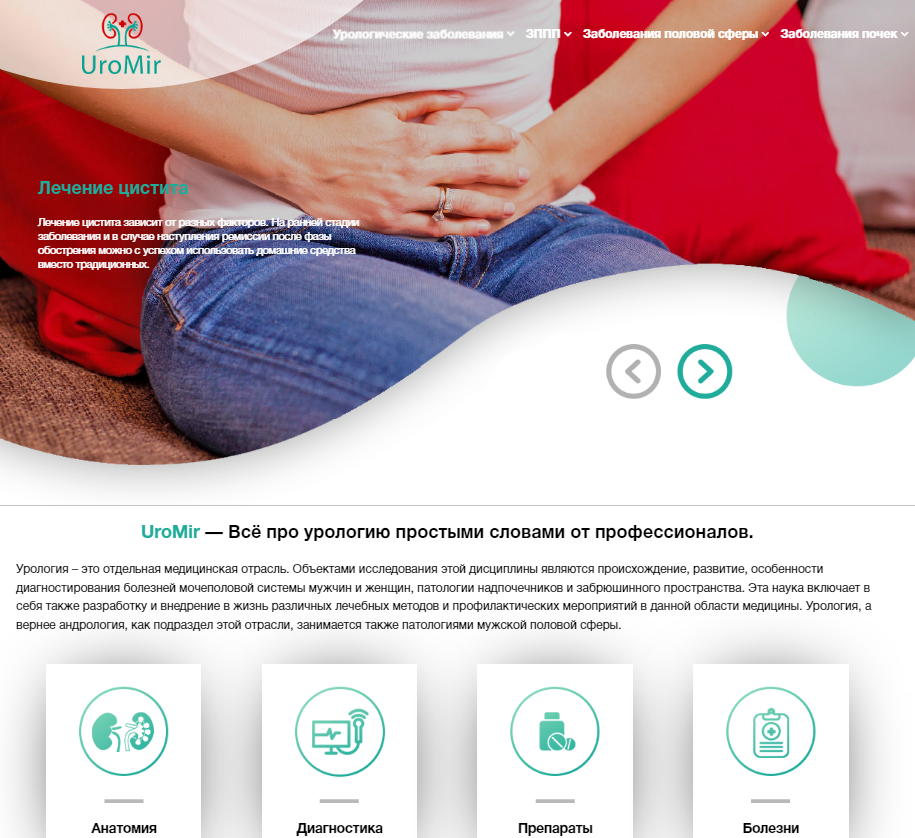 UroMir
Урологические заболевания ЗППП Заболевания половой сферы Заболевания почек
Лечение цистита
Лечение цистита зависит от разных факторов. На ранней стадии
заболевания и в случае наступления ремиссии после фазы
обострения можно с успехом использовать домашние средства
вместо традиционных.
UroMir — Всё про урологию простыми словами от профессионалов.
Урология – это отдельная медицинская отрасль. Объектами исследования этой дисциплины являются происхождение, развитие, особенности
диагностирования болезней мочеполовой системы мужчин и женщин, патологии надпочечников и забрюшинного пространства. Эта наука включает в
себя также разработку и внедрение в жизнь различных лечебных методов и профилактических мероприятий в данной области медицины. Урология, а
вернее андрология, как подраздел этой отрасли, занимается также патологиями мужской половой сферы.
Анатомия Диагностика Препараты Болезни